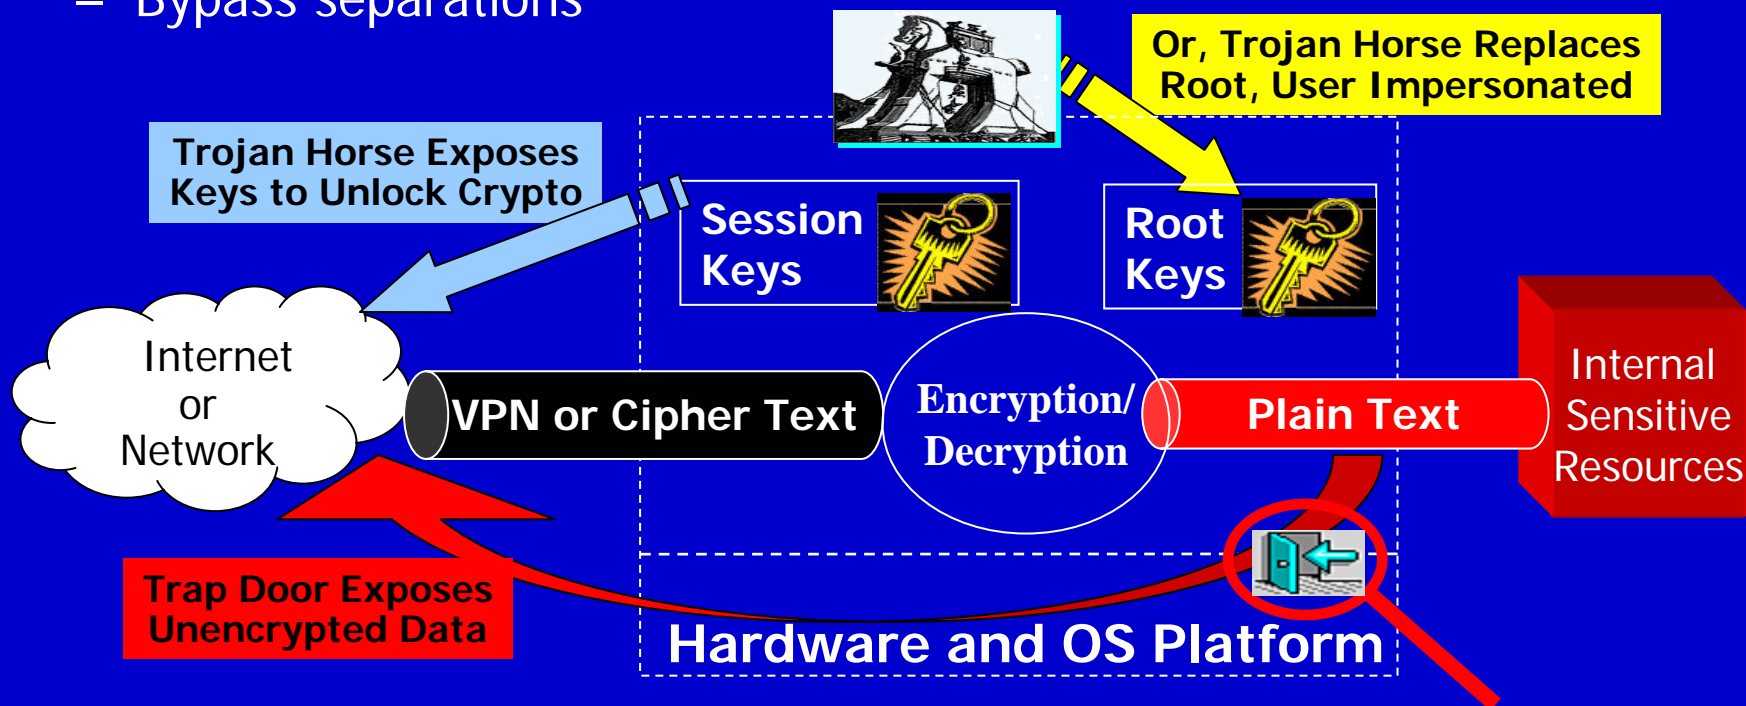 – Bypass separations
Or, Trojan Horse Replaces
Root, User Impersonated
Trojan Horse Exposes
Keys to Unlock Crypto
Session
Keys
Root
Keys
Internet
or
Network
VPN or Cipher Text
Encryption/
Decryption
Plain Text
Internal
Sensitive
Resources
Trap Door Exposes
Unencrypted Data
Hardware and OS Platform